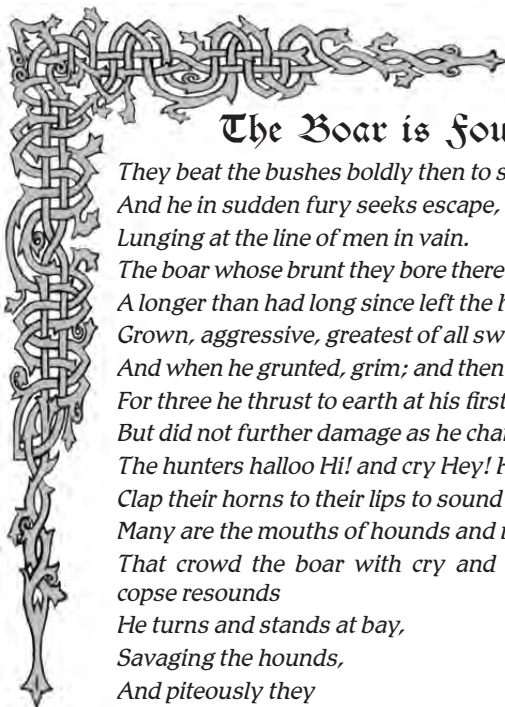 The Boar is Fou
They beat the bushes boldly then to s
And he in sudden fury seeks escape,
Lunging at the line of men in vain.
The boar whose brunt they bore there
A longer than had long since left the h
Grown, aggressive, greatest of all sw
And when he grunted, grim; and then
For three he thrust to earth at his first
But did not further damage as he cha
The hunters halloo Hi! and cry Hey! H
Clap their horns to their lips to sound
Many are the mouths of hounds and
That crowd the boar with cry and
copse resounds
He turns and stands at bay,
Savaging the hounds,
And piteously they